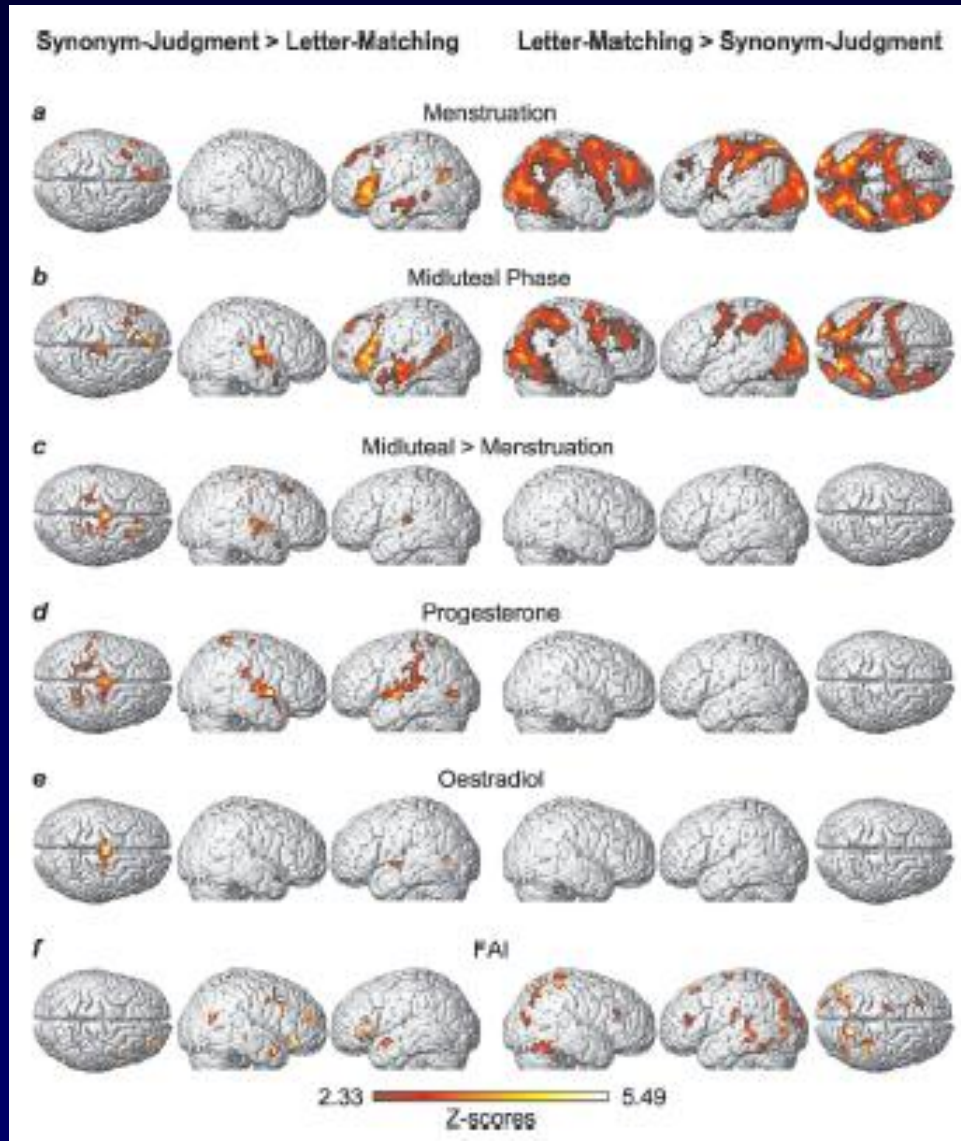 Synonym-Judgment > Letter-Matching Letter-Matching > Synonym-Judgment
a Menstruation
b Midluteal Phase
c Midluteal > Menstruation
d Progesterone
e Oestradiol
f FAI
2.33 5.49
Z-scores